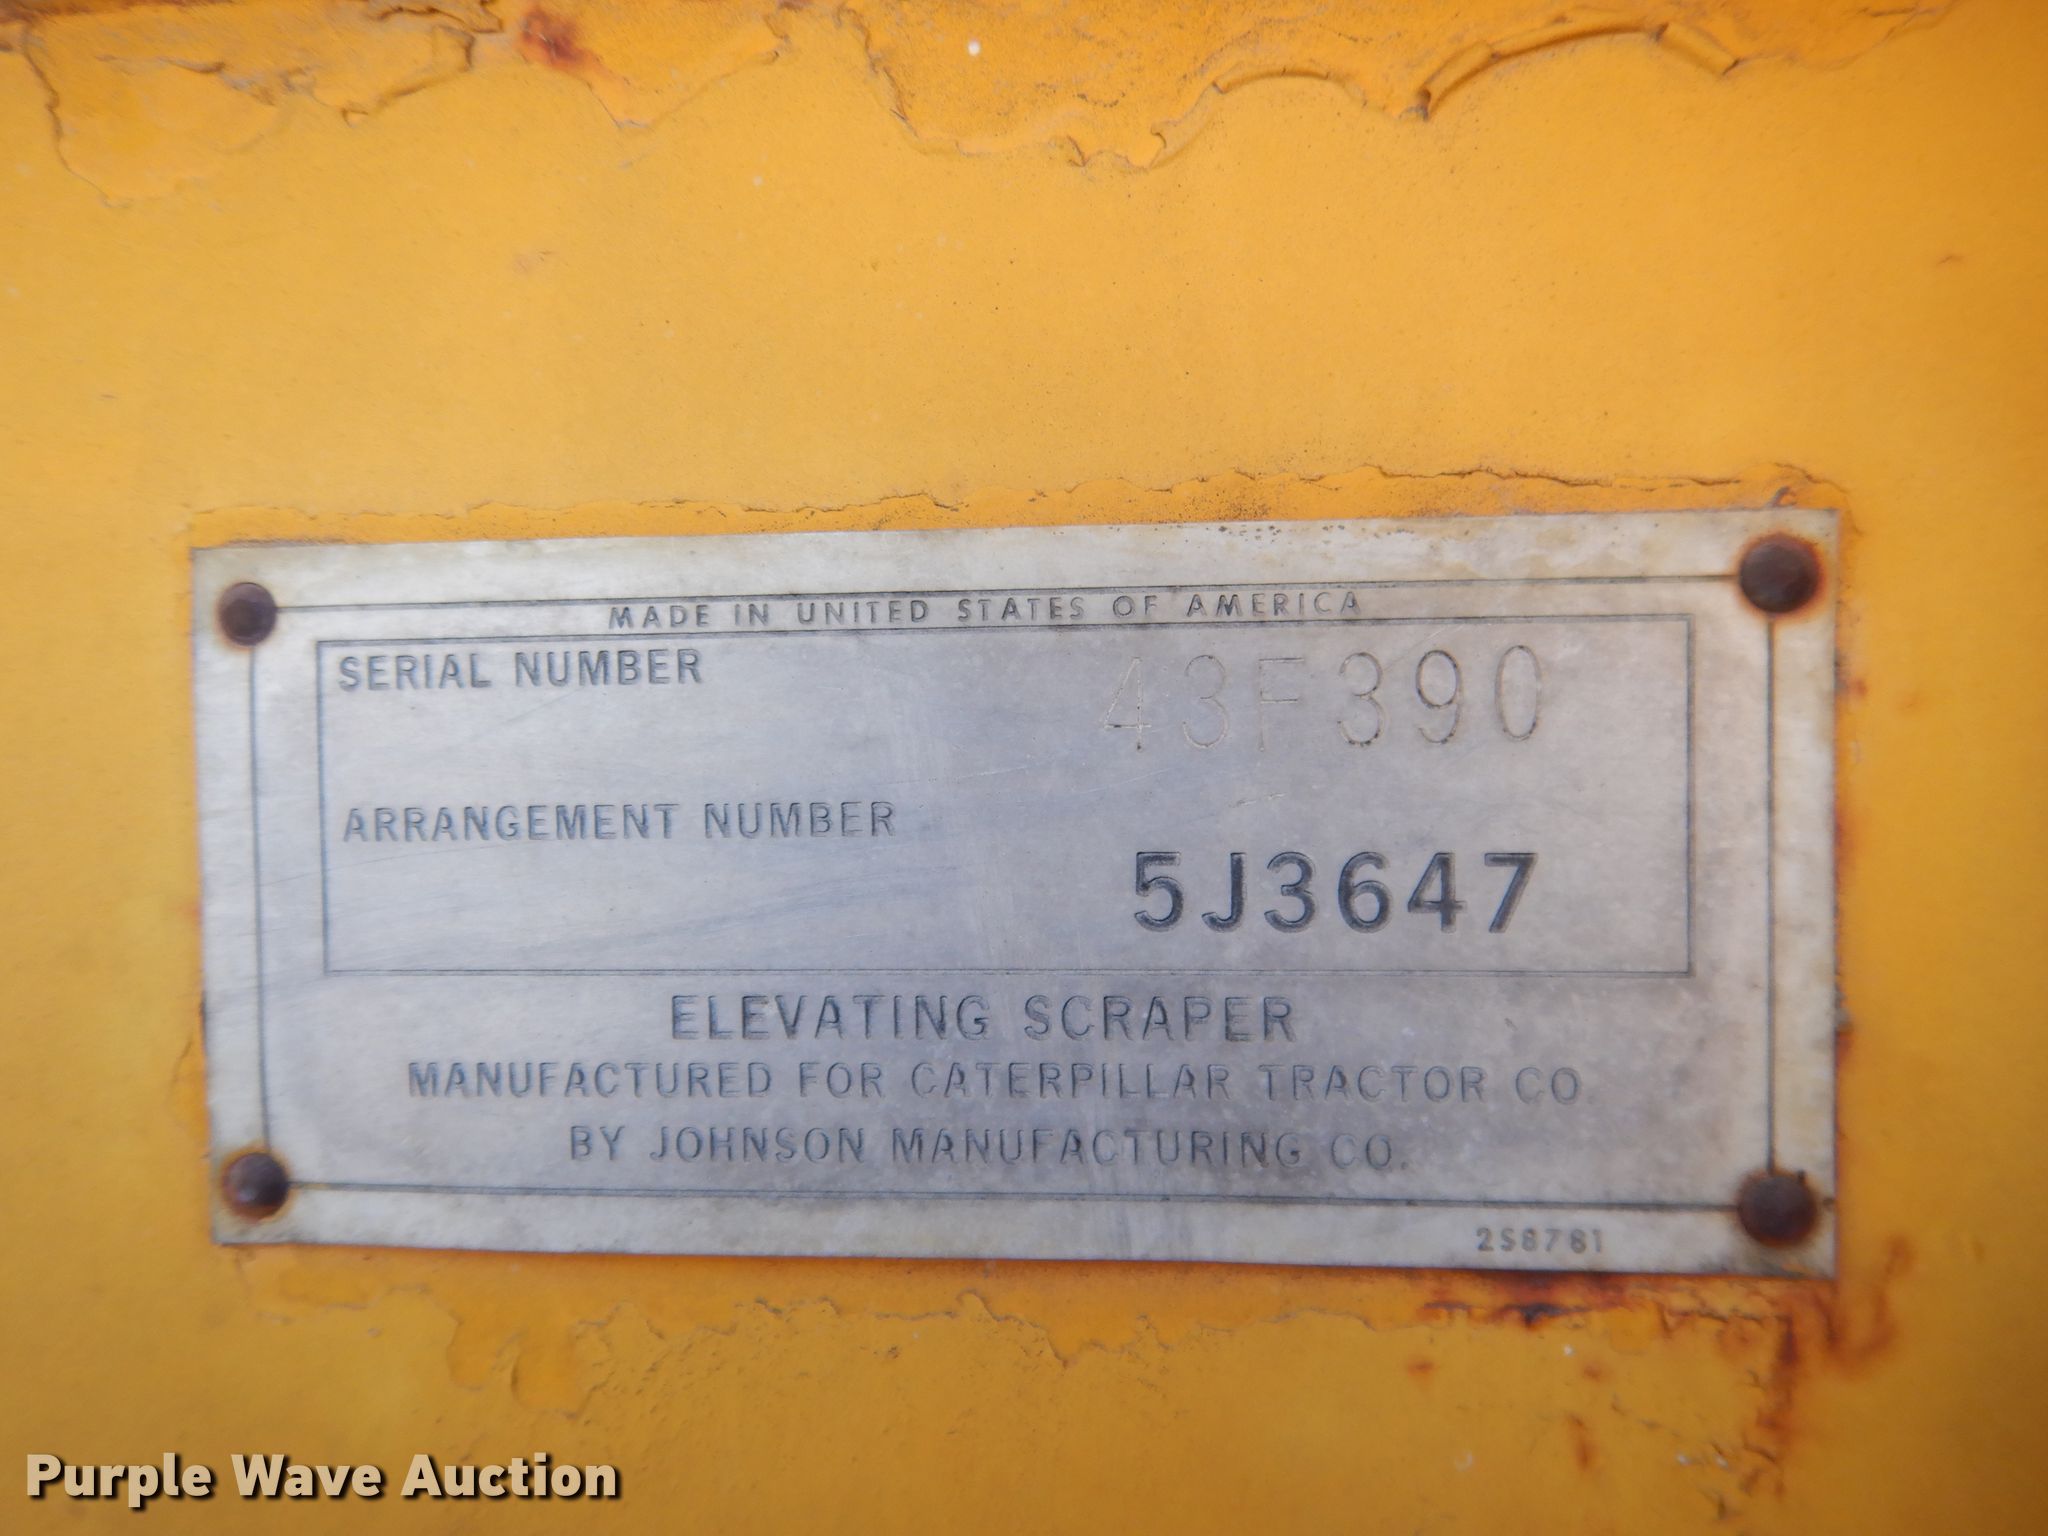 MADE IN UNITED STATES OF AMERICA
SERIAL NUMBER
43F390
ARRANGEMENT NUMBER
5J3647
ELEVATING SCRAPER
MANUFACTURED FOR CATERPILLAR TRACTOR CO.
BY JOHNSON MANUFACTURING CO.
2S8781
Purple Wave Auction